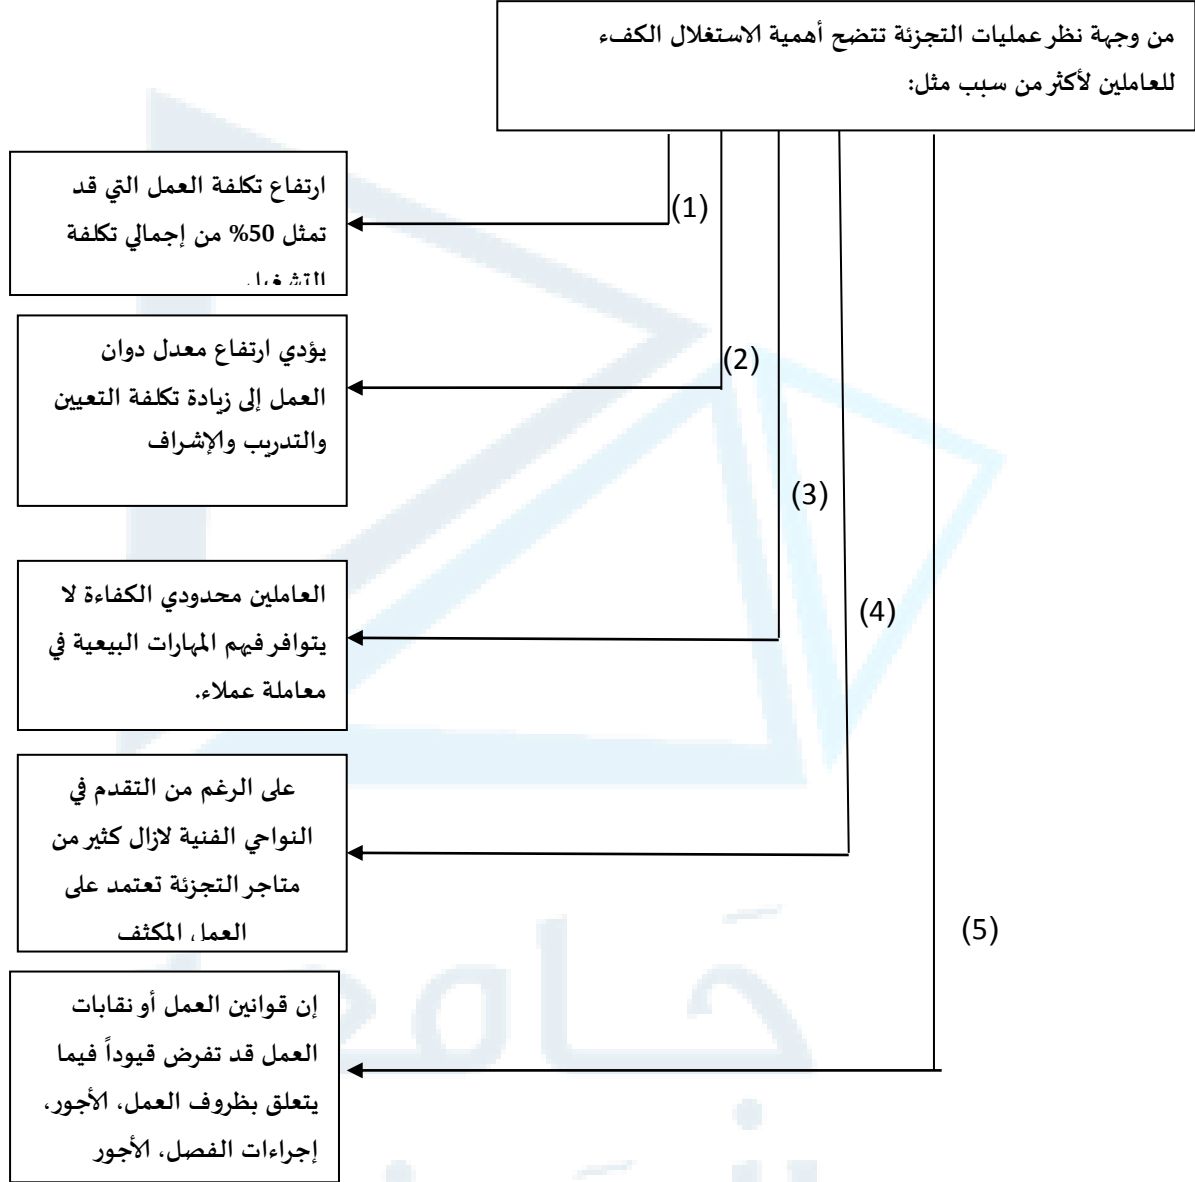 من وجهة نظر عمليات التجزئة تتضح أهمية الاستغلال الكفء
للعاملين لأكثر من سبب مثل:
(1)
ارتفاع تكلفة العمل التي قد
تمثل 50% من إجمالي تكلفة
التشغيل
(2)
يؤدي ارتفاع معدل دوان
العمل إلى زيادة تكلفة التعيين
والتدريب والإشراف
(3)
العاملين محدودي الكفاءة لا
يتوافر فيهم المهارات البيعية في
معاملة عملاء.
(4)
على الرغم من التقدم في
النواحي الفنية لازال كثير من
متاجر التجزئة تعتمد على
العمل المكثف
(5)
إن قوانين العمل أو نقابات
العمل قد تفرض قيوداً فيما
يتعلق بظروف العمل، الأجور،
إجراءات الفصل، الأجور